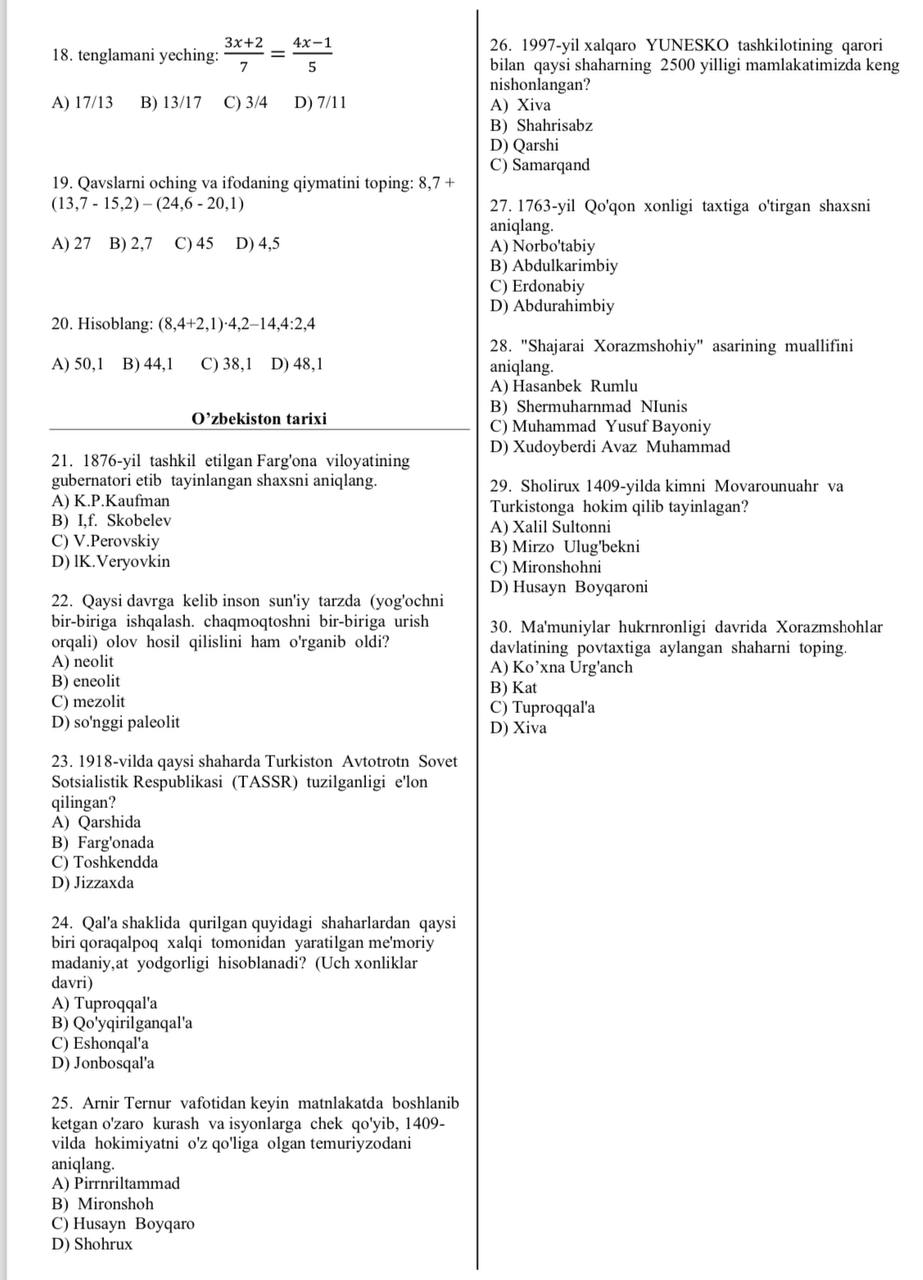 18. tenglamani yeching: (3x+2)/7 = (4x−1)/5
A) 17/13 B) 13/17 C) 3/4 D) 7/11
19. Qavslarni oching va ifodaning qiymatini toping: 8,7 +
(13,7 - 15,2) – (24,6 - 20,1)
A) 27 B) 2,7 C) 45 D) 4,5
20. Hisoblang: (8,4+2,1)·4,2–14,4:2,4
A) 50,1 B) 44,1 C) 38,1 D) 48,1
O’zbekiston tarixi
21. 1876-yil tashkil etilgan Farg'ona viloyatining
gubernatori etib tayinlangan shaxsni aniqlang.
A) K.P.Kaufman
B) I,f. Skobelev
C) V.Perovskiy
D) lK.Veryovkin
22. Qaysi davrga kelib inson sun'iy tarzda (yog'ochni
bir-biriga ishqalash. chaqmoqtoshni bir-biriga urish
orqali) olov hosil qilislini ham o'rganib oldi?
A) neolit
B) eneolit
C) mezolit
D) so'nggi paleolit
23. 1918-vilda qaysi shaharda Turkiston Avtotrotn Sovet
Sotsialistik Respublikasi (TASSR) tuzilganligi e'lon
qilingan?
A) Qarshida
B) Farg'onada
C) Toshkendda
D) Jizzaxda
24. Qal'a shaklida qurilgan quyidagi shaharlardan qaysi
biri qoraqalpoq xalqi tomonidan yaratilgan me'moriy
madaniy,at yodgorligi hisoblanadi? (Uch xonliklar
davri)
A) Tuproqqal'a
B) Qo'yqirilganqal'a
C) Eshonqal'a
D) Jonbosqal'a
25. Arnir Ternur vafotidan keyin matnlakatda boshlanib
ketgan o'zaro kurash va isyonlarga chek qo'yib, 1409-
vilda hokimiyatni o'z qo'liga olgan temuriyzodani
aniqlang.
A) Pirrnriltammad
B) Mironshoh
C) Husayn Boyqaro
D) Shohrux
26. 1997-yil xalqaro YUNESKO tashkilotining qarori
bilan qaysi shaharning 2500 yilligi mamlakatimizda keng
nishonlangan?
A) Xiva
B) Shahrisabz
D) Qarshi
C) Samarqand
27. 1763-yil Qo'qon xonligi taxtiga o'tirgan shaxsni
aniqlang.
A) Norbo'tabiy
B) Abdulkarimbiy
C) Erdonabiy
D) Abdurahimbiy
28. "Shajarai Xorazmshohiy" asarining muallifini
aniqlang.
A) Hasanbek Rumlu
B) Shermuharnmad NIunis
C) Muhammad Yusuf Bayoniy
D) Xudoyberdi Avaz Muhammad
29. Sholirux 1409-yilda kimni Movarounuahr va
Turkistonga hokim qilib tayinlagan?
A) Xalil Sultonni
B) Mirzo Ulug'bekni
C) Mironshohni
D) Husayn Boyqaroni
30. Ma'muniylar hukrnronligi davrida Xorazmshohlar
davlatining povtaxtiga aylangan shaharni toping.
A) Ko’xna Urg'anch
B) Kat
C) Tuproqqal'a
D) Xiva